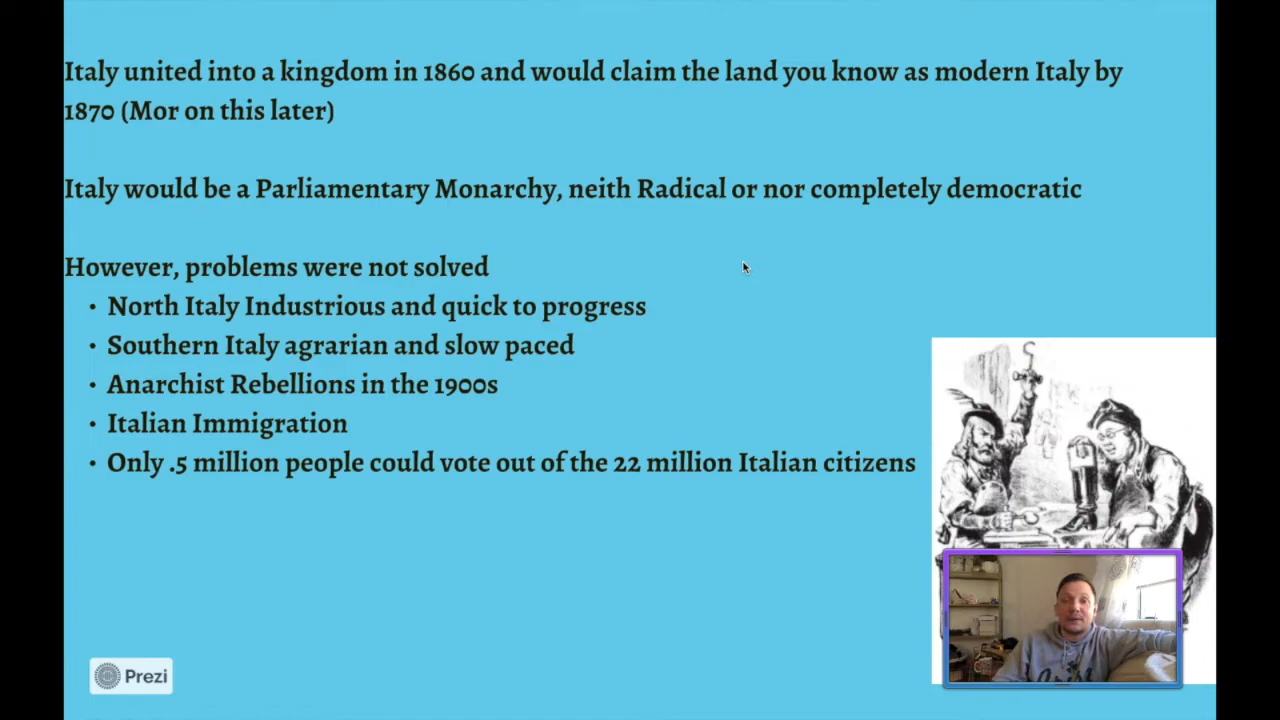 Italy united into a kingdom in 1860 and would claim the land you know as modern Italy by
1870 (Mor on this later)
Italy would be a Parliamentary Monarchy, neith Radical or nor completely democratic
However, problems were not solved
• North Italy Industrious and quick to progress
• Southern Italy agrarian and slow paced
• Anarchist Rebellions in the 1900s
• Italian Immigration
• Only .5 million people could vote out of the 22 million Italian citizens
Prezi